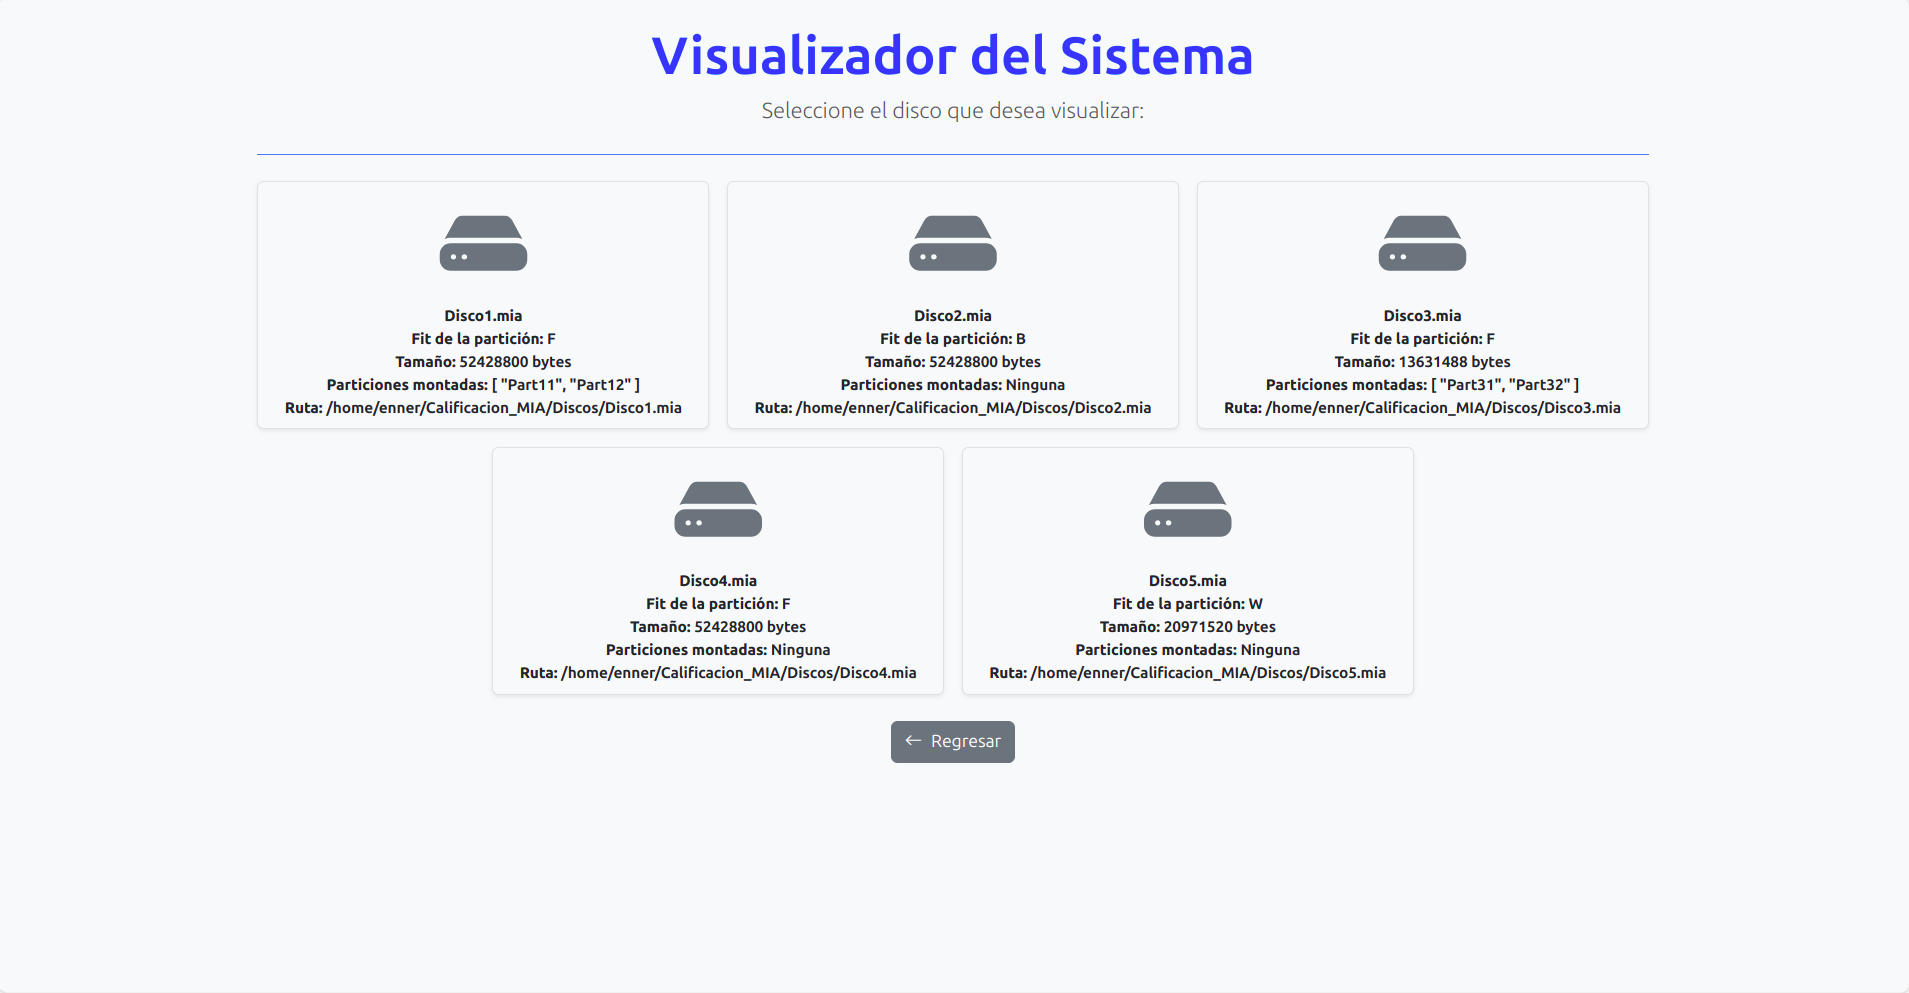 Visualizador del Sistema
Seleccione el disco que desea visualizar:
Disco1.mia
Fit de la partición: F
Tamaño: 52428800 bytes
Particiones montadas: [ "Part11", "Part12" ]
Ruta: /home/enner/Calificacion_MIA/Discos/Disco1.mia
Disco2.mia
Fit de la partición: B
Tamaño: 52428800 bytes
Particiones montadas: Ninguna
Ruta: /home/enner/Calificacion_MIA/Discos/Disco2.mia
Disco3.mia
Fit de la partición: F
Tamaño: 13631488 bytes
Particiones montadas: [ "Part31", "Part32" ]
Ruta: /home/enner/Calificacion_MIA/Discos/Disco3.mia
Disco4.mia
Fit de la partición: F
Tamaño: 52428800 bytes
Particiones montadas: Ninguna
Ruta: /home/enner/Calificacion_MIA/Discos/Disco4.mia
Disco5.mia
Fit de la partición: W
Tamaño: 20971520 bytes
Particiones montadas: Ninguna
Ruta: /home/enner/Calificacion_MIA/Discos/Disco5.mia
← Regresar